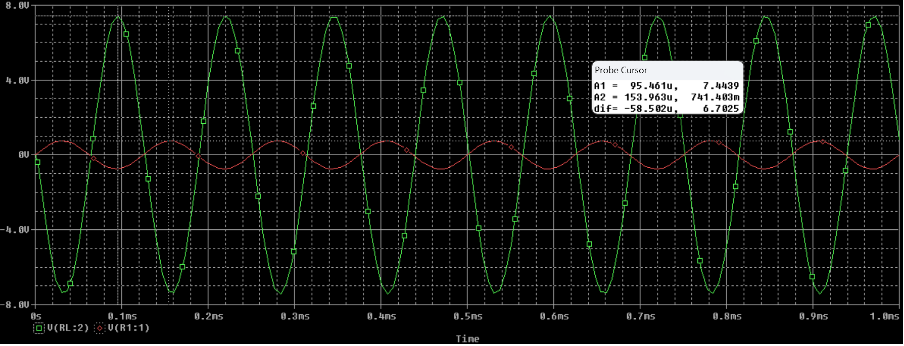 8.0V
Probe Cursor
A1 = 95.461u, 7.4439
A2 = 153.963u, 741.403m
dif= -58.502u, 6.7025
4.0V
0V
-4.0V
-8.0V
0s 0.1ms 0.2ms 0.3ms 0.4ms 0.5ms 0.6ms 0.7ms 0.8ms 0.9ms 1.0ms
V(RL:2) V(R1:1)
Time